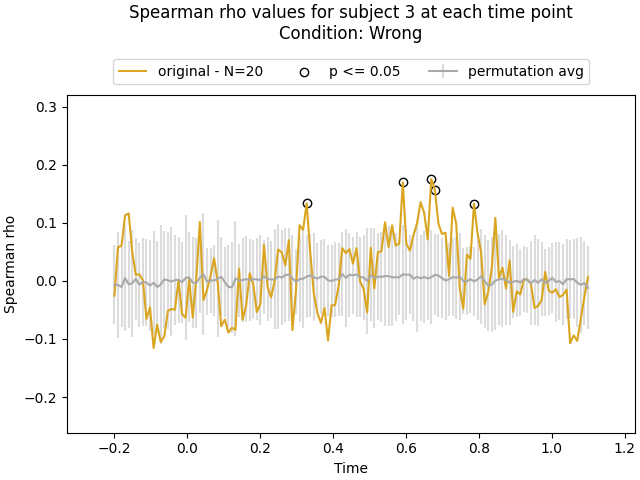 Spearman rho values for subject 3 at each time point
Condition: Wrong
original - N=20 p <= 0.05 permutation avg
0.3
0.2
0.1
0.0
−0.1
−0.2
Spearman rho
−0.2 0.0 0.2 0.4 0.6 0.8 1.0 1.2
Time